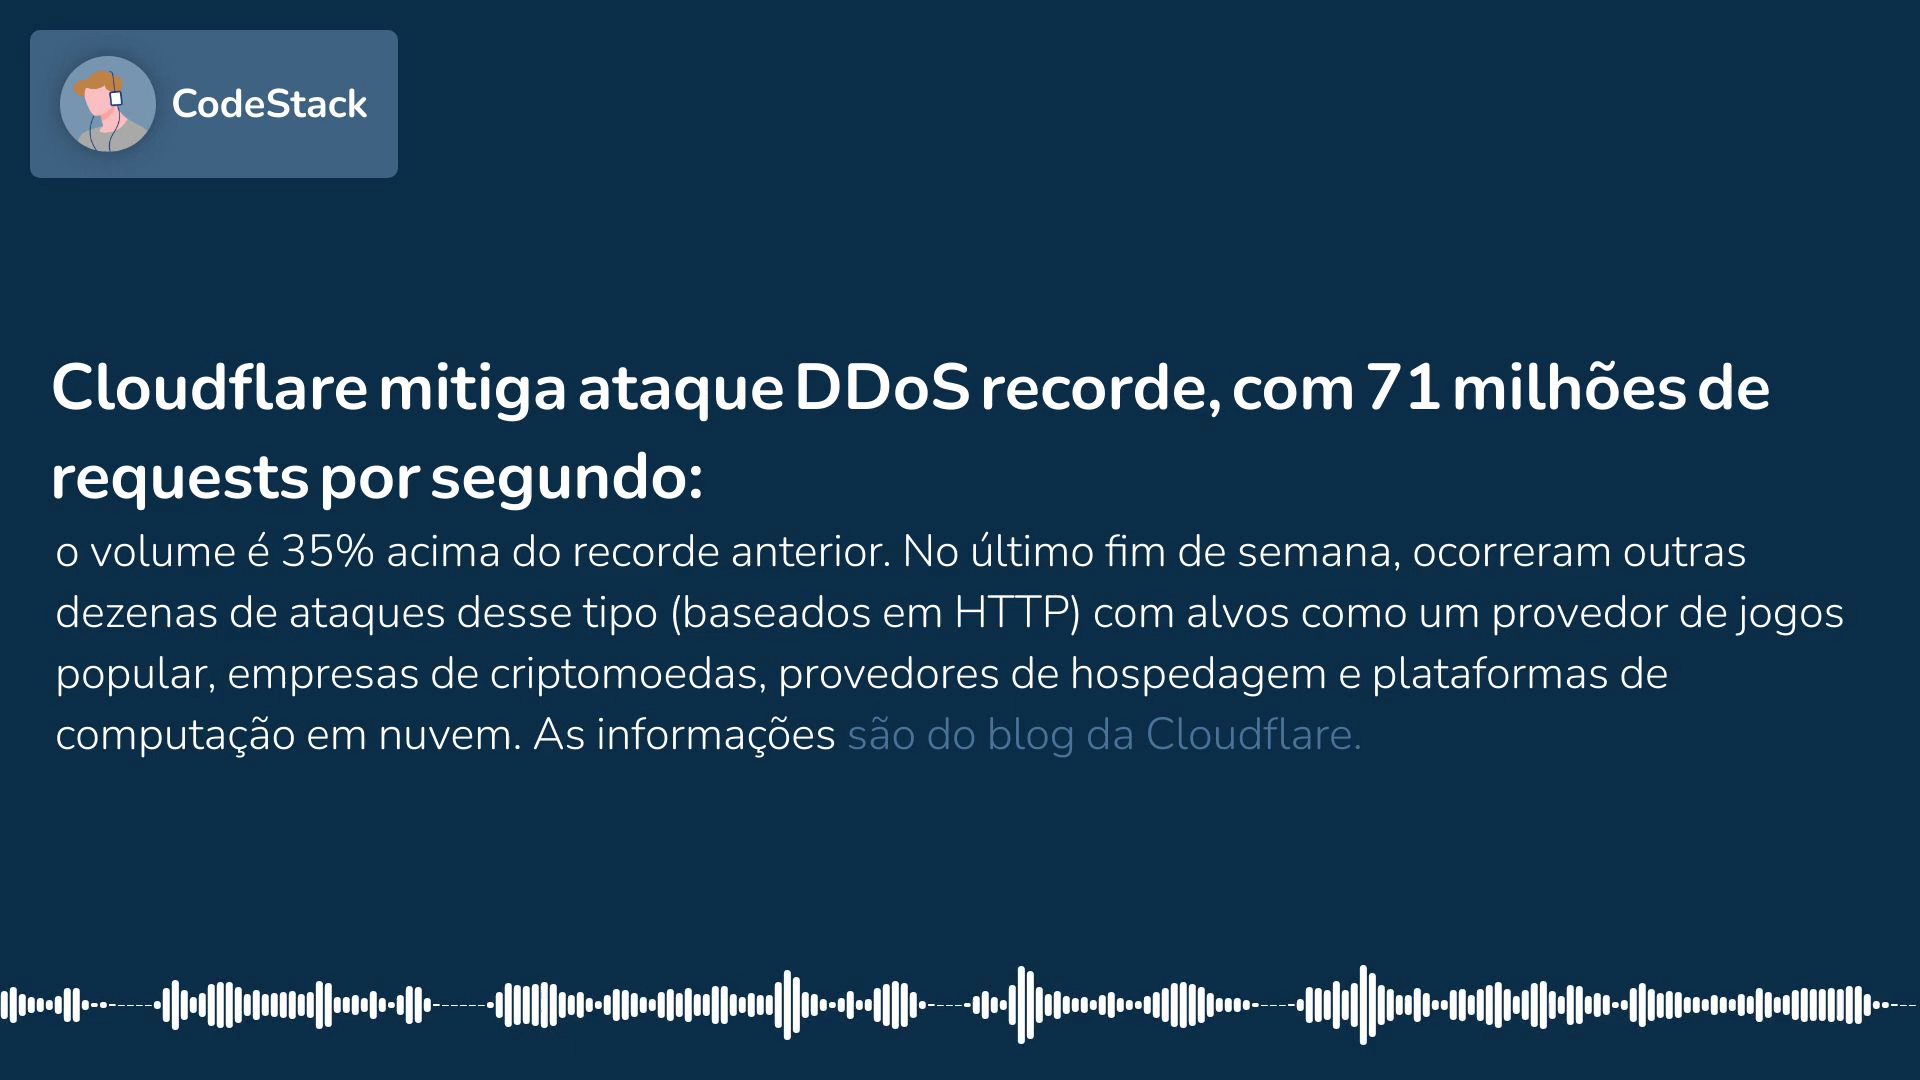 CodeStack
Cloudflare mitiga ataque DDoS recorde, com 71 milhões de
requests por segundo:
o volume é 35% acima do recorde anterior. No último fim de semana, ocorreram outras
dezenas de ataques desse tipo (baseados em HTTP) com alvos como um provedor de jogos
popular, empresas de criptomoedas, provedores de hospedagem e plataformas de
computação em nuvem. As informações são do blog da Cloudflare.